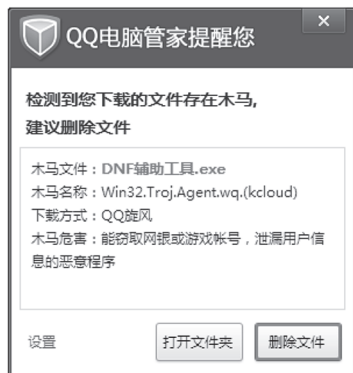 QQ电脑管家提醒您
检测到您下载的文件存在木马,
建议删除文件
木马文件：DNF辅助工具.exe
木马名称：Win32.Troj.Agent.wq.(kcloud)
下载方式：QQ旋风
木马危害：能窃取网银或游戏帐号，泄漏用户信
息的恶意程序
设置 打开文件夹 删除文件